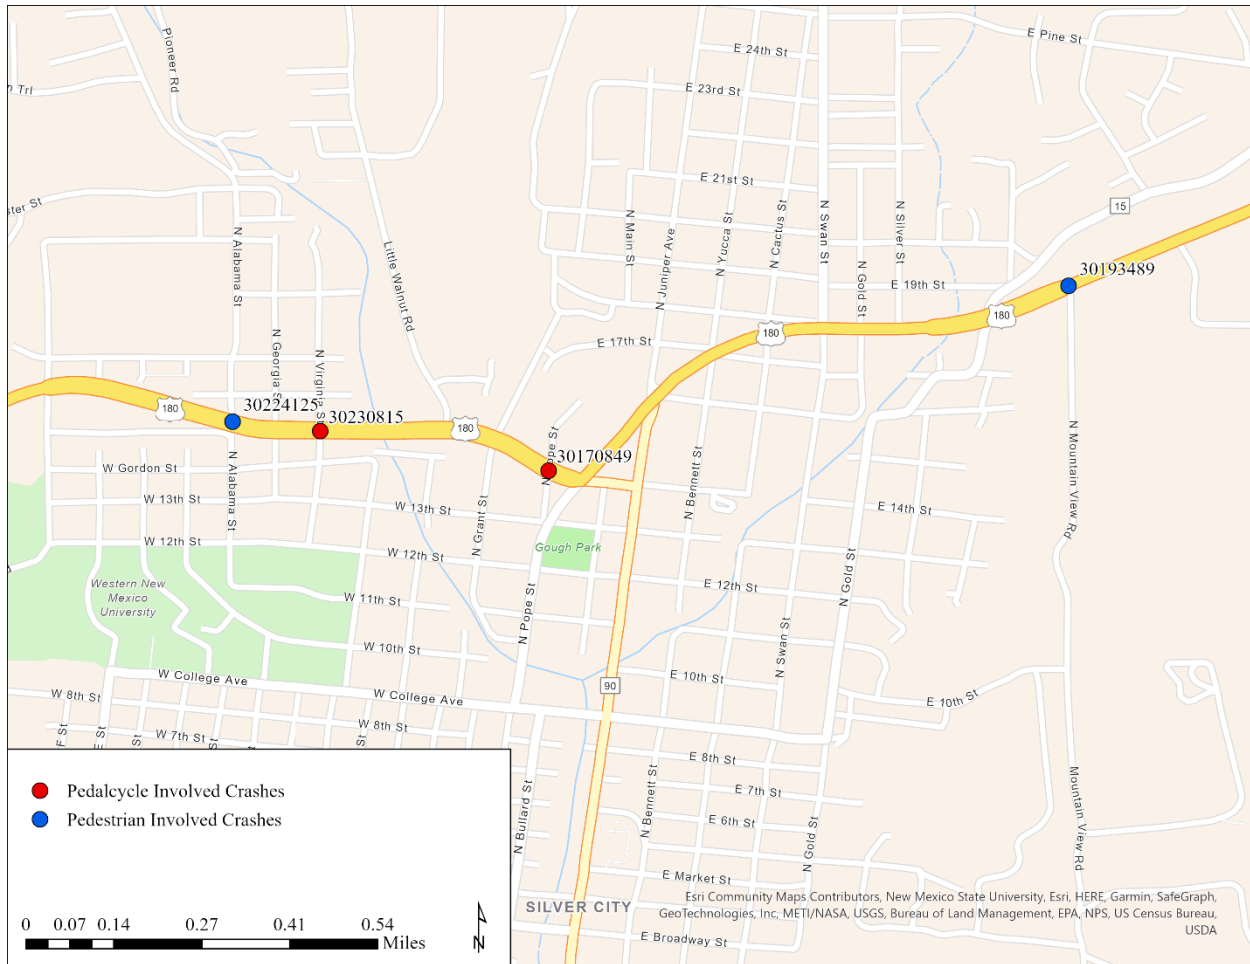 E 24th St
E Pine St
Pioneer Rd
n Trl
E 23rd St
E 21st St
15
ster St
N Alabama St
Little Walnut Rd
N Main St
N Juniper Ave
N Yucca St
N Cactus St
N Swan St
N Silver St
N Gold St
30193489
E 19th St
180
180
E 17th St
N Georgia St
N Virginia St
180
30224125
30230815
180
N Pope St
30170849
N Mountain View Rd
W Gordon St
N Alabama St
W 13th St
W 13th St
N Grant St
N Bennett St
E 14th St
W 12th St
W 12th St
Gough Park
E 12th St
N Gold St
Western New
Mexico
University
W 11th St
N Pope St
N Swan St
W 10th St
W College Ave
W College Ave
90
E 10th St
E 10th St
W 8th St
W 8th St
W 7th St
F St
E St
St
St
St
St
E 8th St
E 7th St
E 6th St
N Bullard St
N Bennett St
N Gold St
Mountain View Rd
Pedalcycle Involved Crashes
Pedestrian Involved Crashes
E Market St
SILVER CITY
E Broadway St
0 0.07 0.14 0.27 0.41 0.54
Miles
N
Esri Community Maps Contributors, New Mexico State University, Esri, HERE, Garmin, SafeGraph,
GeoTechnologies, Inc, METI/NASA, USGS, Bureau of Land Management, EPA, NPS, US Census Bureau,
USDA